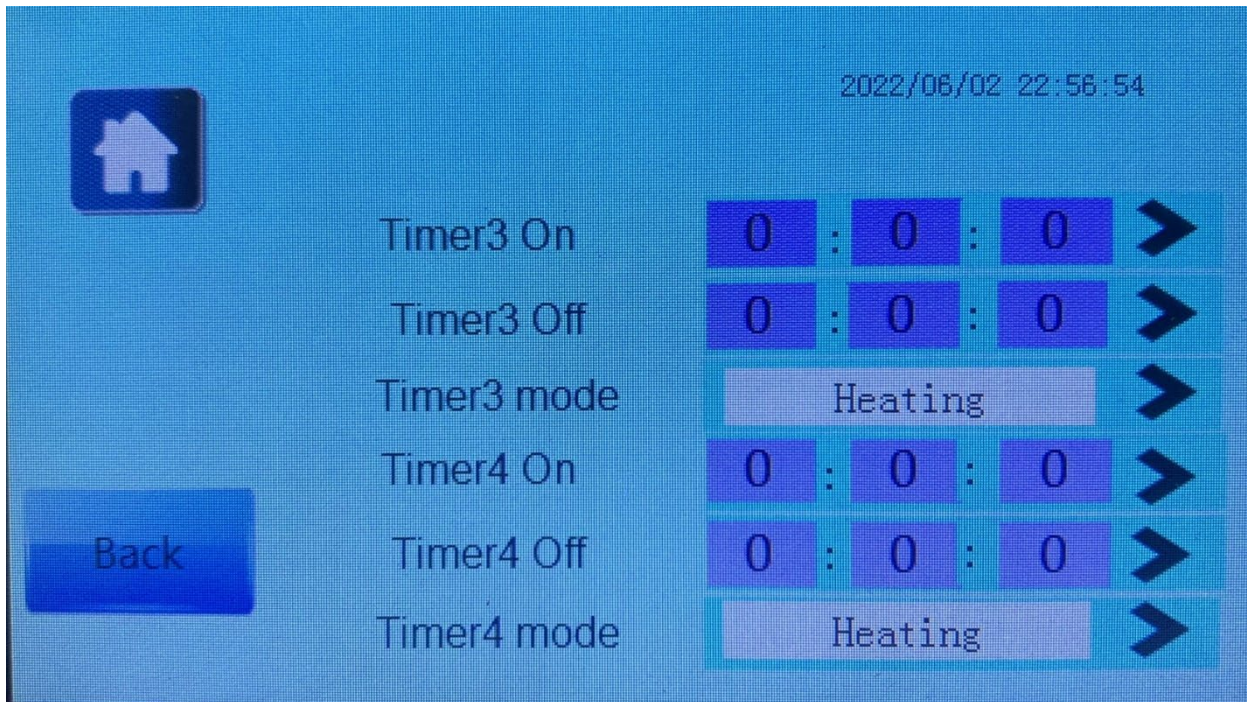 2022/06/02 22:56:54
Timer3 On 0 : 0 : 0
Timer3 Off 0 : 0 : 0
Timer3 mode Heating
Timer4 On 0 : 0 : 0
Back Timer4 Off 0 : 0 : 0
Timer4 mode Heating